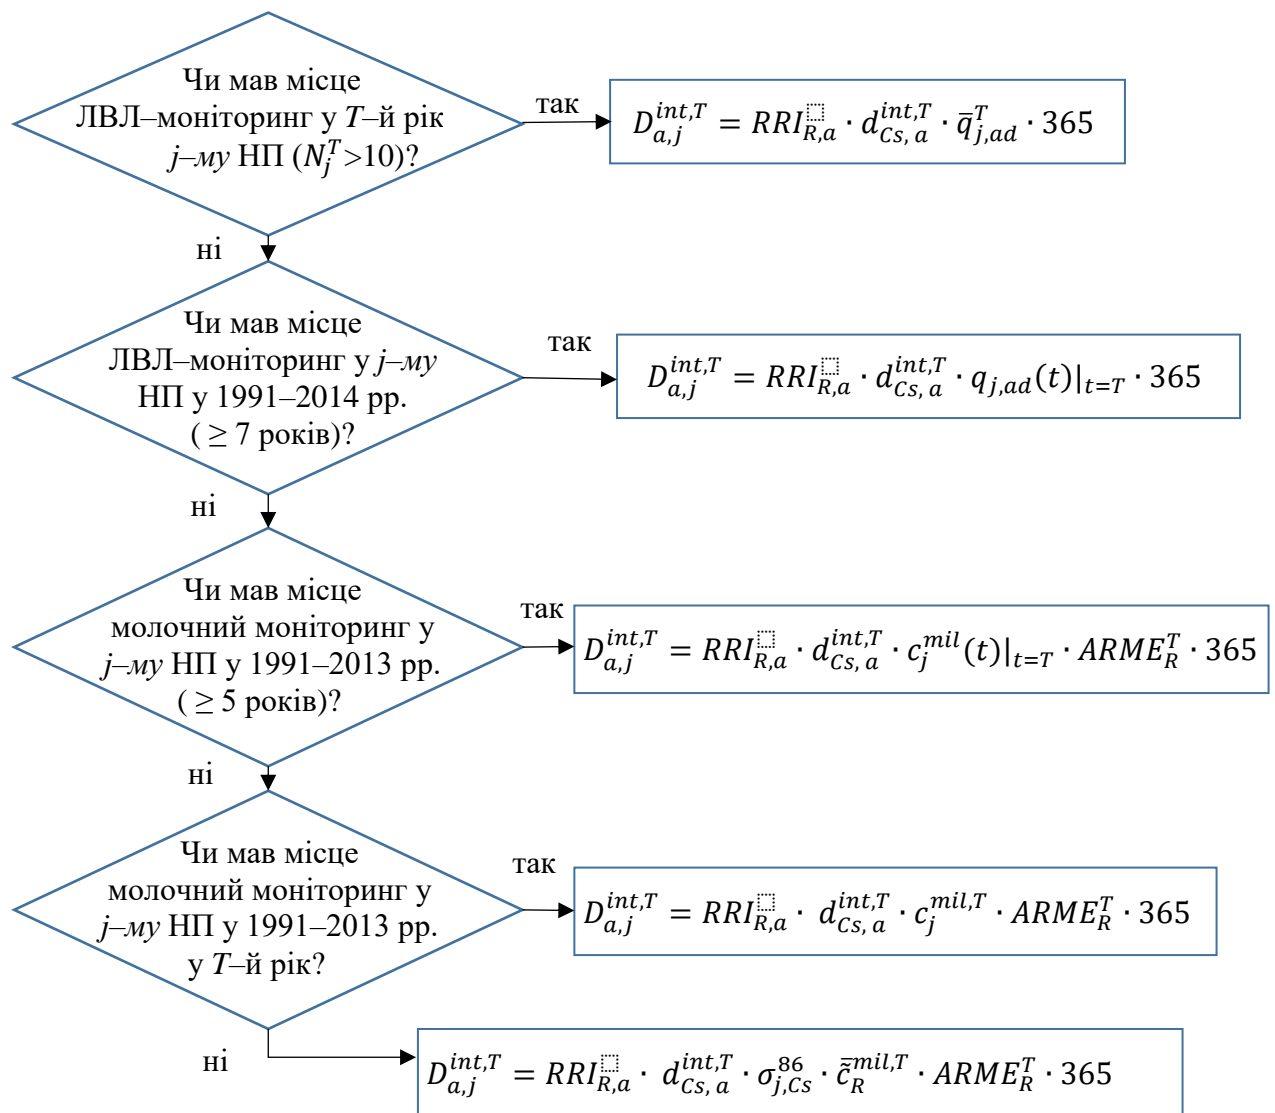 Чи мав місце
ЛВЛ–моніторинг у T–й рік
j–му НП (N_j^T >10)?
так
D_{a,j}^{int,T} = RRI_{R,a}^{⬚} · d_{Cs, a}^{int,T} · q̄_{j,ad}^T · 365
ні
Чи мав місце
ЛВЛ–моніторинг у j–му
НП у 1991–2014 рр.
( ≥ 7 років)?
так
D_{a,j}^{int,T} = RRI_{R,a}^{⬚} · d_{Cs, a}^{int,T} · q_{j,ad}(t)|_{t=T} · 365
ні
Чи мав місце
молочний моніторинг у
j–му НП у 1991–2013 рр.
( ≥ 5 років)?
так
D_{a,j}^{int,T} = RRI_{R,a}^{⬚} · d_{Cs, a}^{int,T} · c_j^{mil}(t)|_{t=T} · ARME_R^T · 365
ні
Чи мав місце
молочний моніторинг у
j–му НП у 1991–2013 рр.
у T–й рік?
так
D_{a,j}^{int,T} = RRI_{R,a}^{⬚} · d_{Cs, a}^{int,T} · c_j^{mil,T} · ARME_R^T · 365
ні
D_{a,j}^{int,T} = RRI_{R,a}^{⬚} · d_{Cs, a}^{int,T} · σ_{j,Cs}^{86} · c̿_R^{mil,T} · ARME_R^T · 365